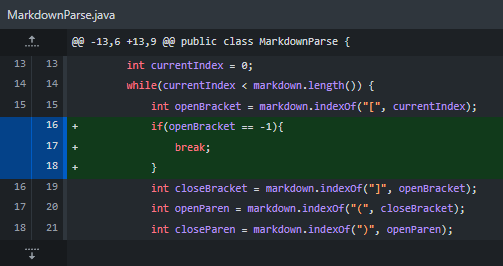 MarkdownParse.java
@@ -13,6 +13,9 @@ public class MarkdownParse {
13 13 int currentIndex = 0;
14 14 while(currentIndex < markdown.length()) {
15 15 int openBracket = markdown.indexOf("[", currentIndex);
16 + if(openBracket == -1){
17 + break;
18 + }
16 19 int closeBracket = markdown.indexOf("]", openBracket);
17 20 int openParen = markdown.indexOf("(", closeBracket);
18 21 int closeParen = markdown.indexOf(")", openParen);